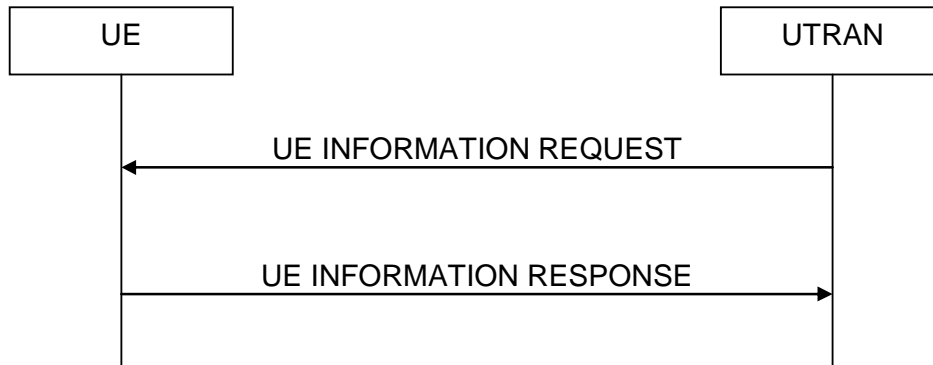 UE
UTRAN
UE INFORMATION REQUEST
UE INFORMATION RESPONSE